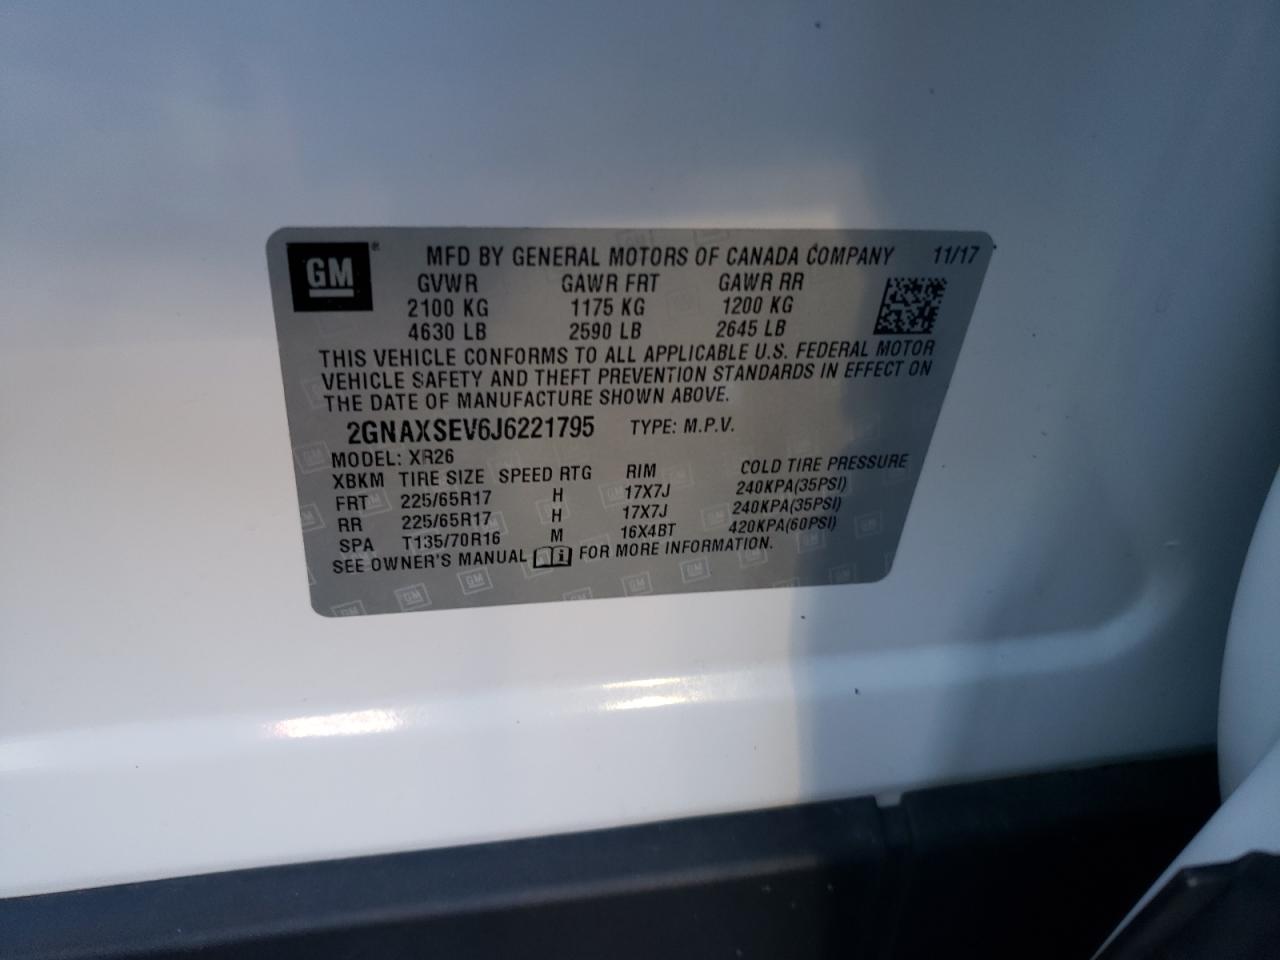 GM® MFD BY GENERAL MOTORS OF CANADA COMPANY 11/17
GVWR GAWR FRT GAWR RR
2100 KG 1175 KG 1200 KG
4630 LB 2590 LB 2645 LB
THIS VEHICLE CONFORMS TO ALL APPLICABLE U.S. FEDERAL MOTOR
VEHICLE SAFETY AND THEFT PREVENTION STANDARDS IN EFFECT ON
THE DATE OF MANUFACTURE SHOWN ABOVE.
2GNAXSEV6J6221795 TYPE: M.P.V.
MODEL: XR26
XBKM TIRE SIZE SPEED RTG RIM COLD TIRE PRESSURE
FRT 225/65R17 H 17X7J 240KPA(35PSI)
RR 225/65R17 H 17X7J 240KPA(35PSI)
SPA T135/70R16 M 16X4BT 420KPA(60PSI)
SEE OWNER'S MANUAL i FOR MORE INFORMATION.